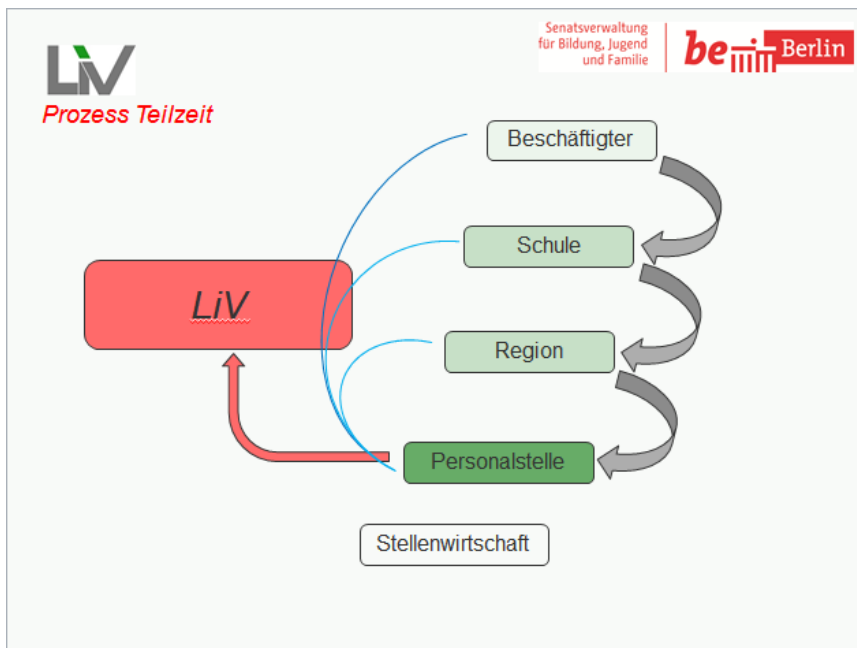 LiV
Prozess Teilzeit
Senatsverwaltung
für Bildung, Jugend
und Familie
be Berlin
Beschäftigter
Schule
LiV
Region
Personalstelle
Stellenwirtschaft